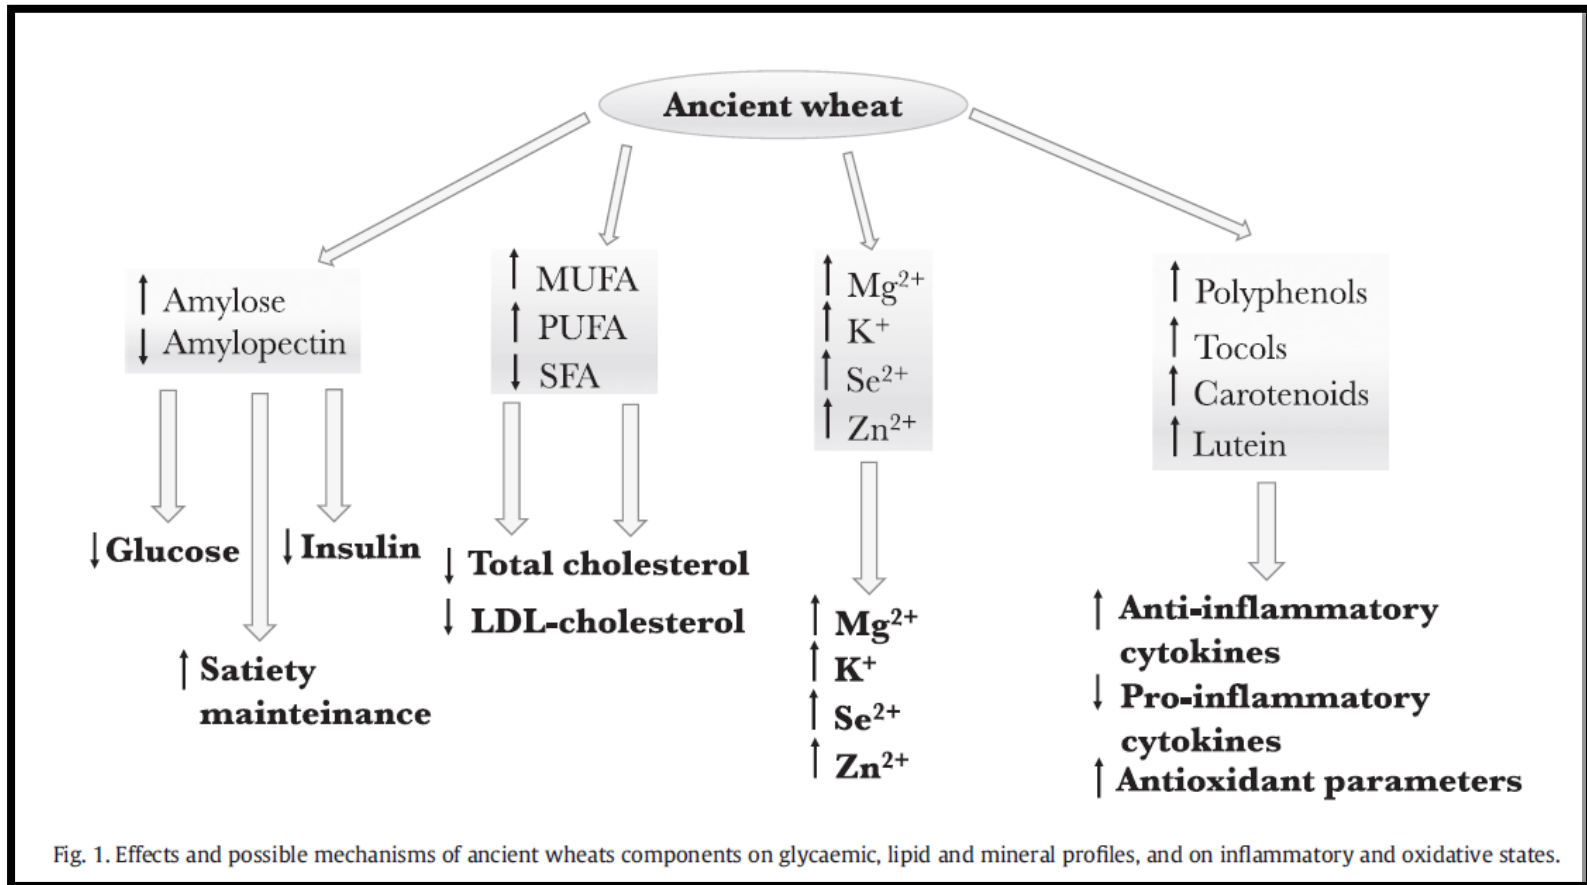 Ancient wheat
↑ Amylose
↓ Amylopectin
↑ MUFA
↑ PUFA
↓ SFA
↑ Mg²⁺
↑ K⁺
↑ Se²⁺
↑ Zn²⁺
↑ Polyphenols
↑ Tocols
↑ Carotenoids
↑ Lutein
↓ Glucose
↓ Insulin
↑ Satiety
mainteinance
↓ Total cholesterol
↓ LDL-cholesterol
↑ Mg²⁺
↑ K⁺
↑ Se²⁺
↑ Zn²⁺
↑ Anti-inflammatory
cytokines
↓ Pro-inflammatory
cytokines
↑ Antioxidant parameters
Fig. 1. Effects and possible mechanisms of ancient wheats components on glycaemic, lipid and mineral profiles, and on inflammatory and oxidative states.